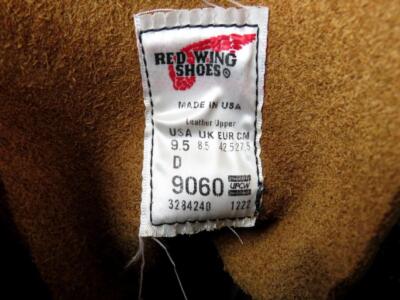 RED WING
SHOES®
MADE IN USA
Leather Upper
USA UK EUR CM
9.5 8.5 42.5 27.5
D
9060
UFCW
3284240 1222